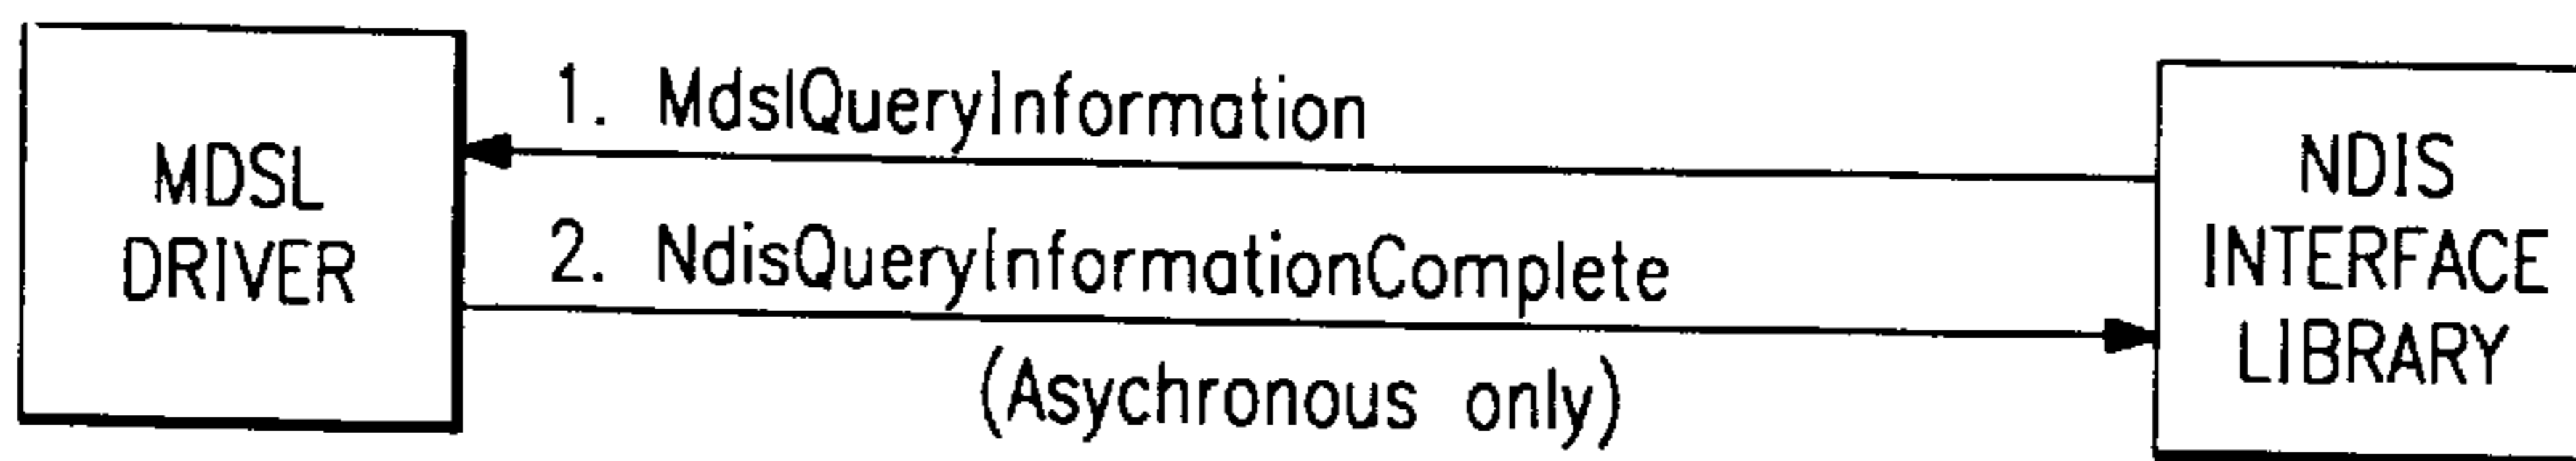 MDSL
DRIVER
1. MdslQueryInformation
2. NdisQueryInformationComplete
(Asychronous only)
NDIS
INTERFACE
LIBRARY